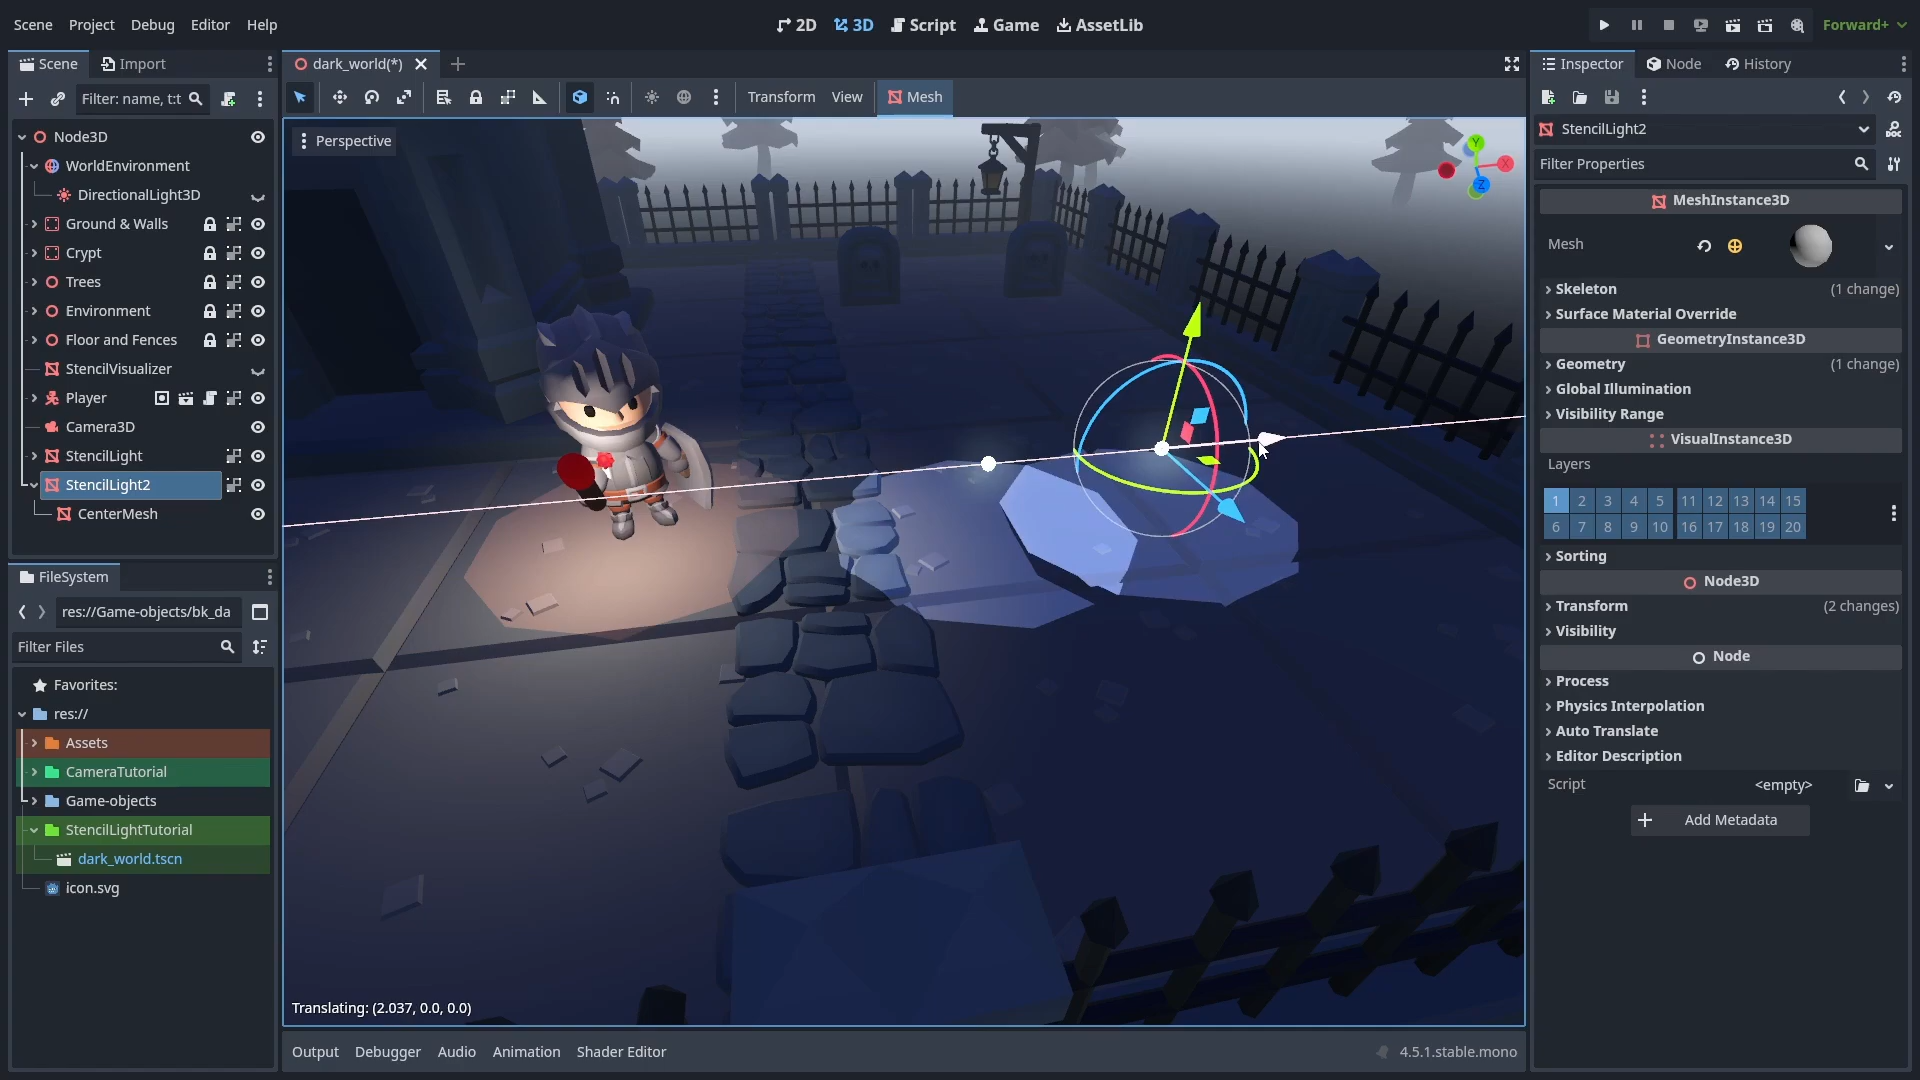 Scene Project Debug Editor Help
2D 3D Script Game AssetLib
Forward+
Scene Import
Filter: name, t:t
Node3D
WorldEnvironment
DirectionalLight3D
Ground & Walls
Crypt
Trees
Environment
Floor and Fences
StencilVisualizer
Player
Camera3D
StencilLight
StencilLight2
CenterMesh
FileSystem
res://Game-objects/bk_da
Filter Files
Favorites:
res://
Assets
CameraTutorial
Game-objects
StencilLightTutorial
dark_world.tscn
icon.svg
dark_world(*)
Transform View Mesh
Perspective
Y
X
Z
Translating: (2.037, 0.0, 0.0)
Output Debugger Audio Animation Shader Editor
4.5.1.stable.mono
Inspector Node History
StencilLight2
Filter Properties
MeshInstance3D
Mesh
Skeleton (1 change)
Surface Material Override
GeometryInstance3D
Geometry (1 change)
Global Illumination
Visibility Range
VisualInstance3D
Layers
1 2 3 4 5 11 12 13 14 15
6 7 8 9 10 16 17 18 19 20
Sorting
Node3D
Transform (2 changes)
Visibility
Node
Process
Physics Interpolation
Auto Translate
Editor Description
Script <empty>
Add Metadata